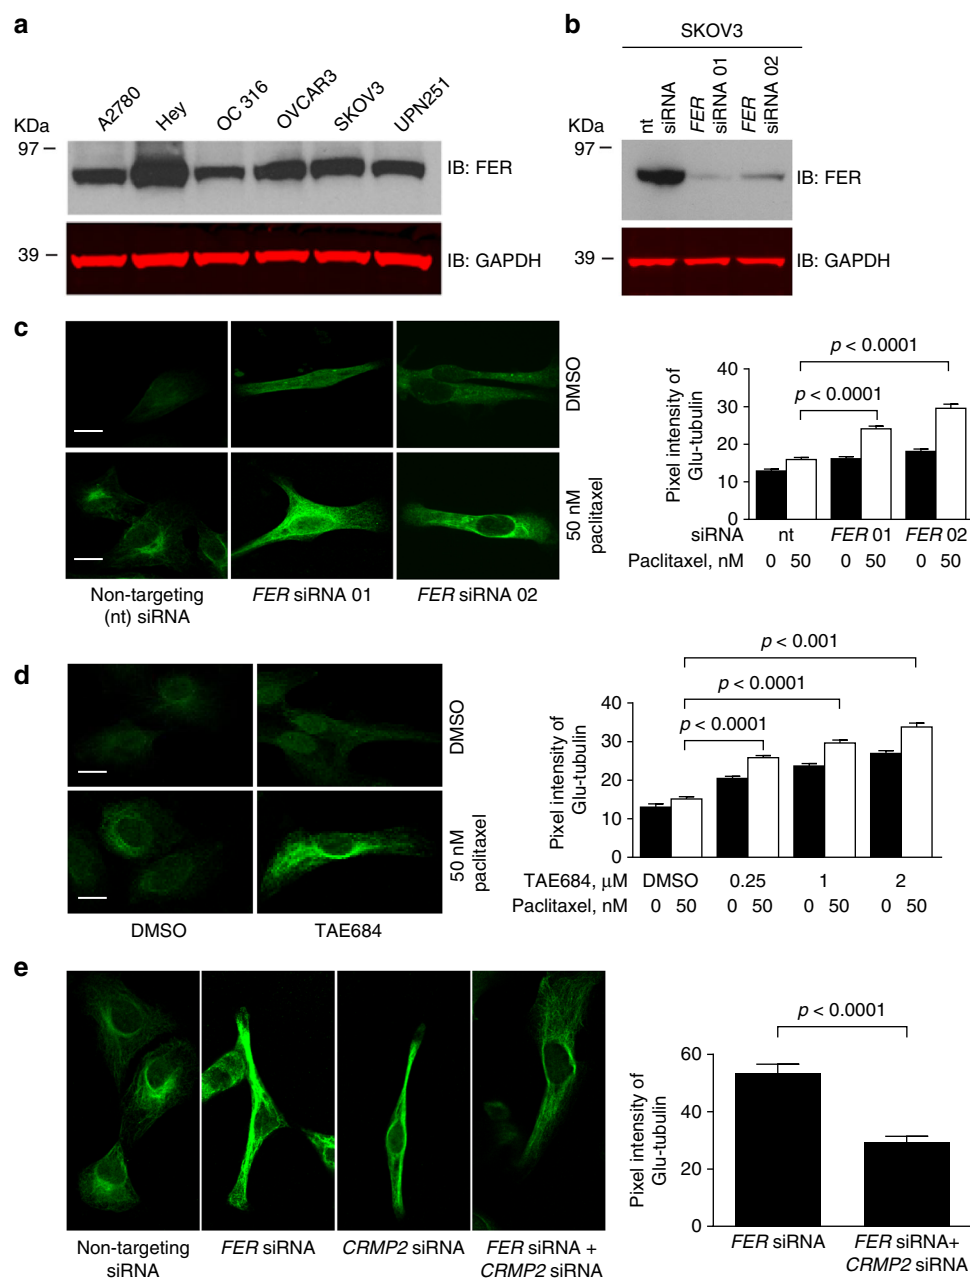 a
A2780
Hey
OC 316
OVCAR3
SKOV3
UPN251
KDa
97
IB: FER
39
IB: GAPDH
b
SKOV3
nt
siRNA
FER
siRNA 01
FER
siRNA 02
KDa
97
IB: FER
39
IB: GAPDH
c
DMSO
50 nM
paclitaxel
Non-targeting
(nt) siRNA
FER siRNA 01
FER siRNA 02
p < 0.0001
p < 0.0001
Pixel intensity of
Glu-tubulin
40
30
20
10
0
siRNA nt FER 01 FER 02
Paclitaxel, nM 0 50 0 50 0 50
d
DMSO
50 nM
paclitaxel
DMSO
TAE684
p < 0.001
p < 0.0001
p < 0.0001
Pixel intensity of
Glu-tubulin
40
30
20
10
0
TAE684, μM DMSO 0.25 1 2
Paclitaxel, nM 0 50 0 50 0 50 0 50
e
Non-targeting
siRNA
FER siRNA
CRMP2 siRNA
FER siRNA +
CRMP2 siRNA
p < 0.0001
Pixel intensity of
Glu-tubulin
60
40
20
0
FER siRNA
FER siRNA+
CRMP2 siRNA